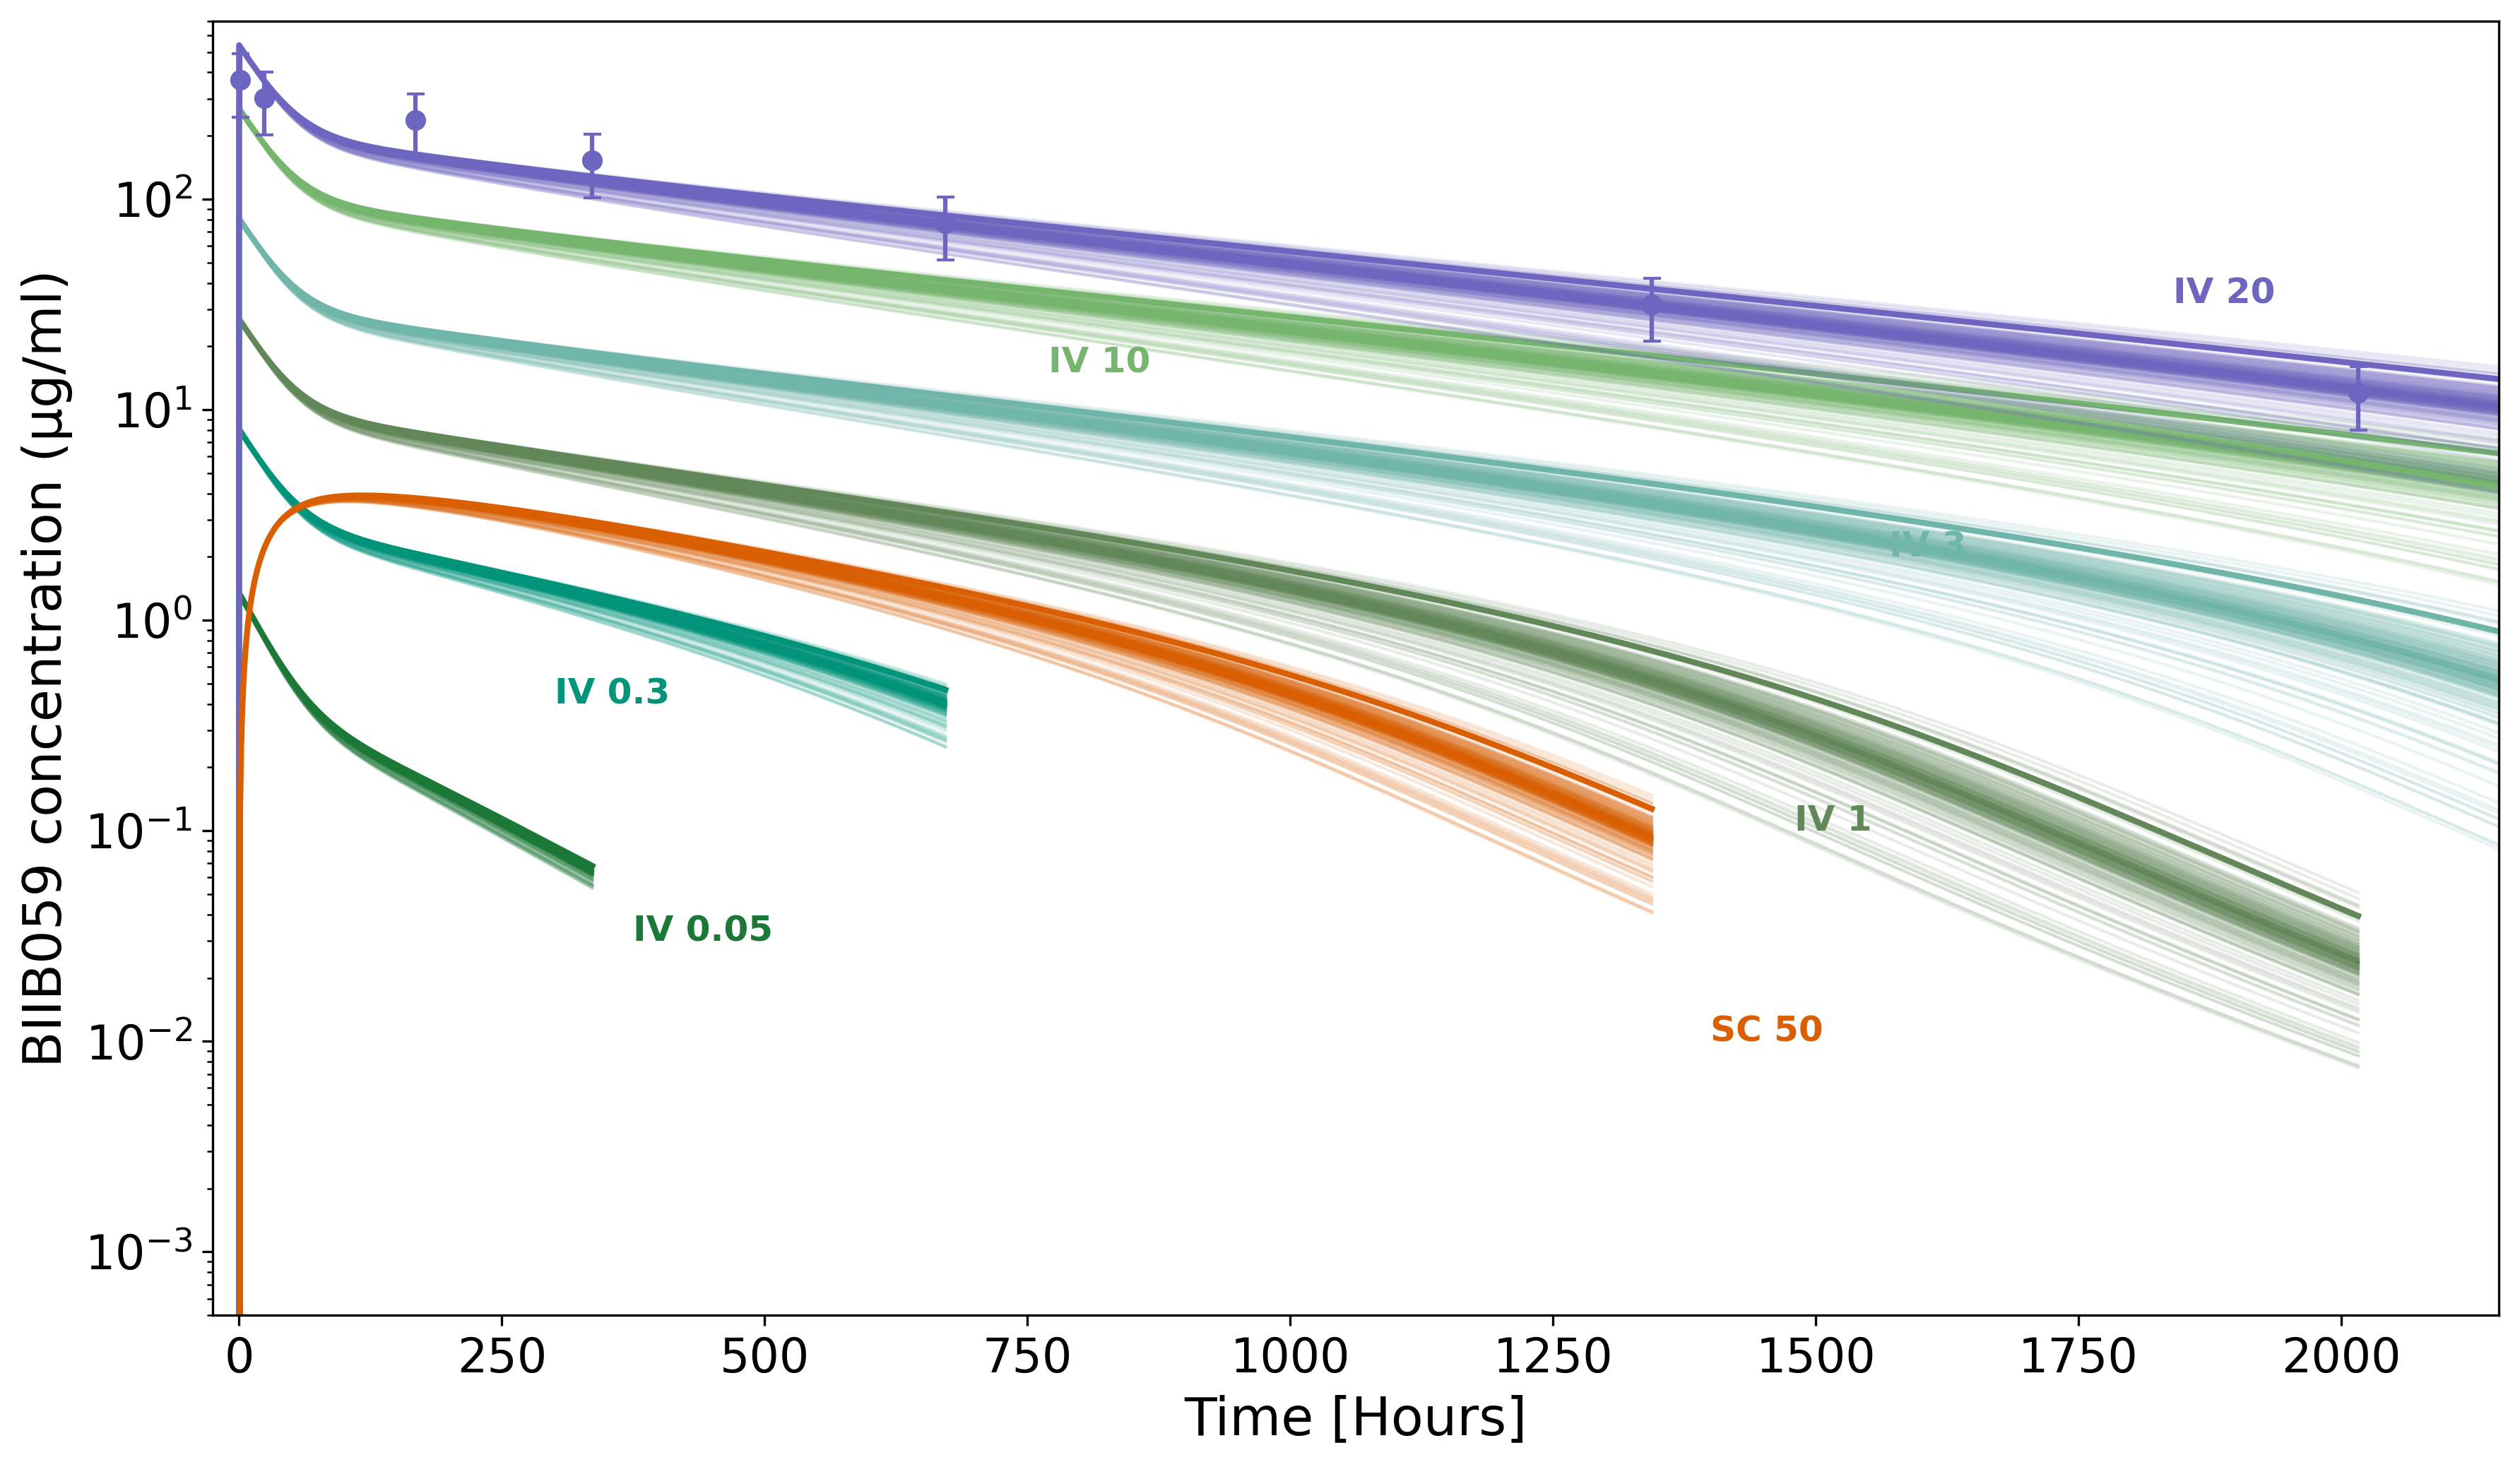 BIIB059 concentration (μg/ml)
10²
10¹
10⁰
10⁻¹
10⁻²
10⁻³
IV 20
IV 10
IV 3
IV 0.3
IV 1
IV 0.05
SC 50
0 250 500 750 1000 1250 1500 1750 2000
Time [Hours]